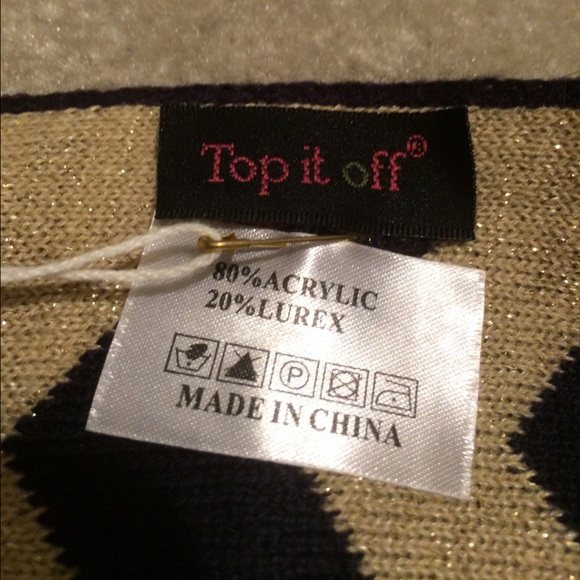 Top it off®
80%ACRYLIC
20%LUREX
P
MADE IN CHINA